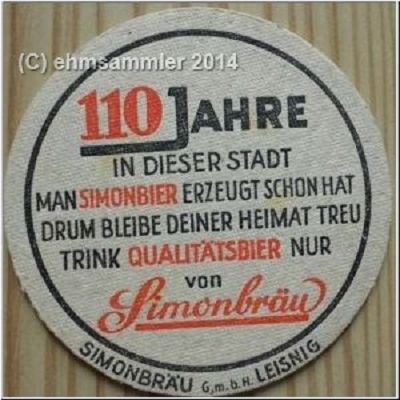 (C) ehmsammler 2014
110 JAHRE
IN DIESER STADT
MAN SIMONBIER ERZEUGT SCHON HAT
DRUM BLEIBE DEINER HEIMAT TREU
TRINK QUALITÄTSBIER NUR
von
Simonbräu
SIMONBRÄU G.m.b.H. LEISNIG